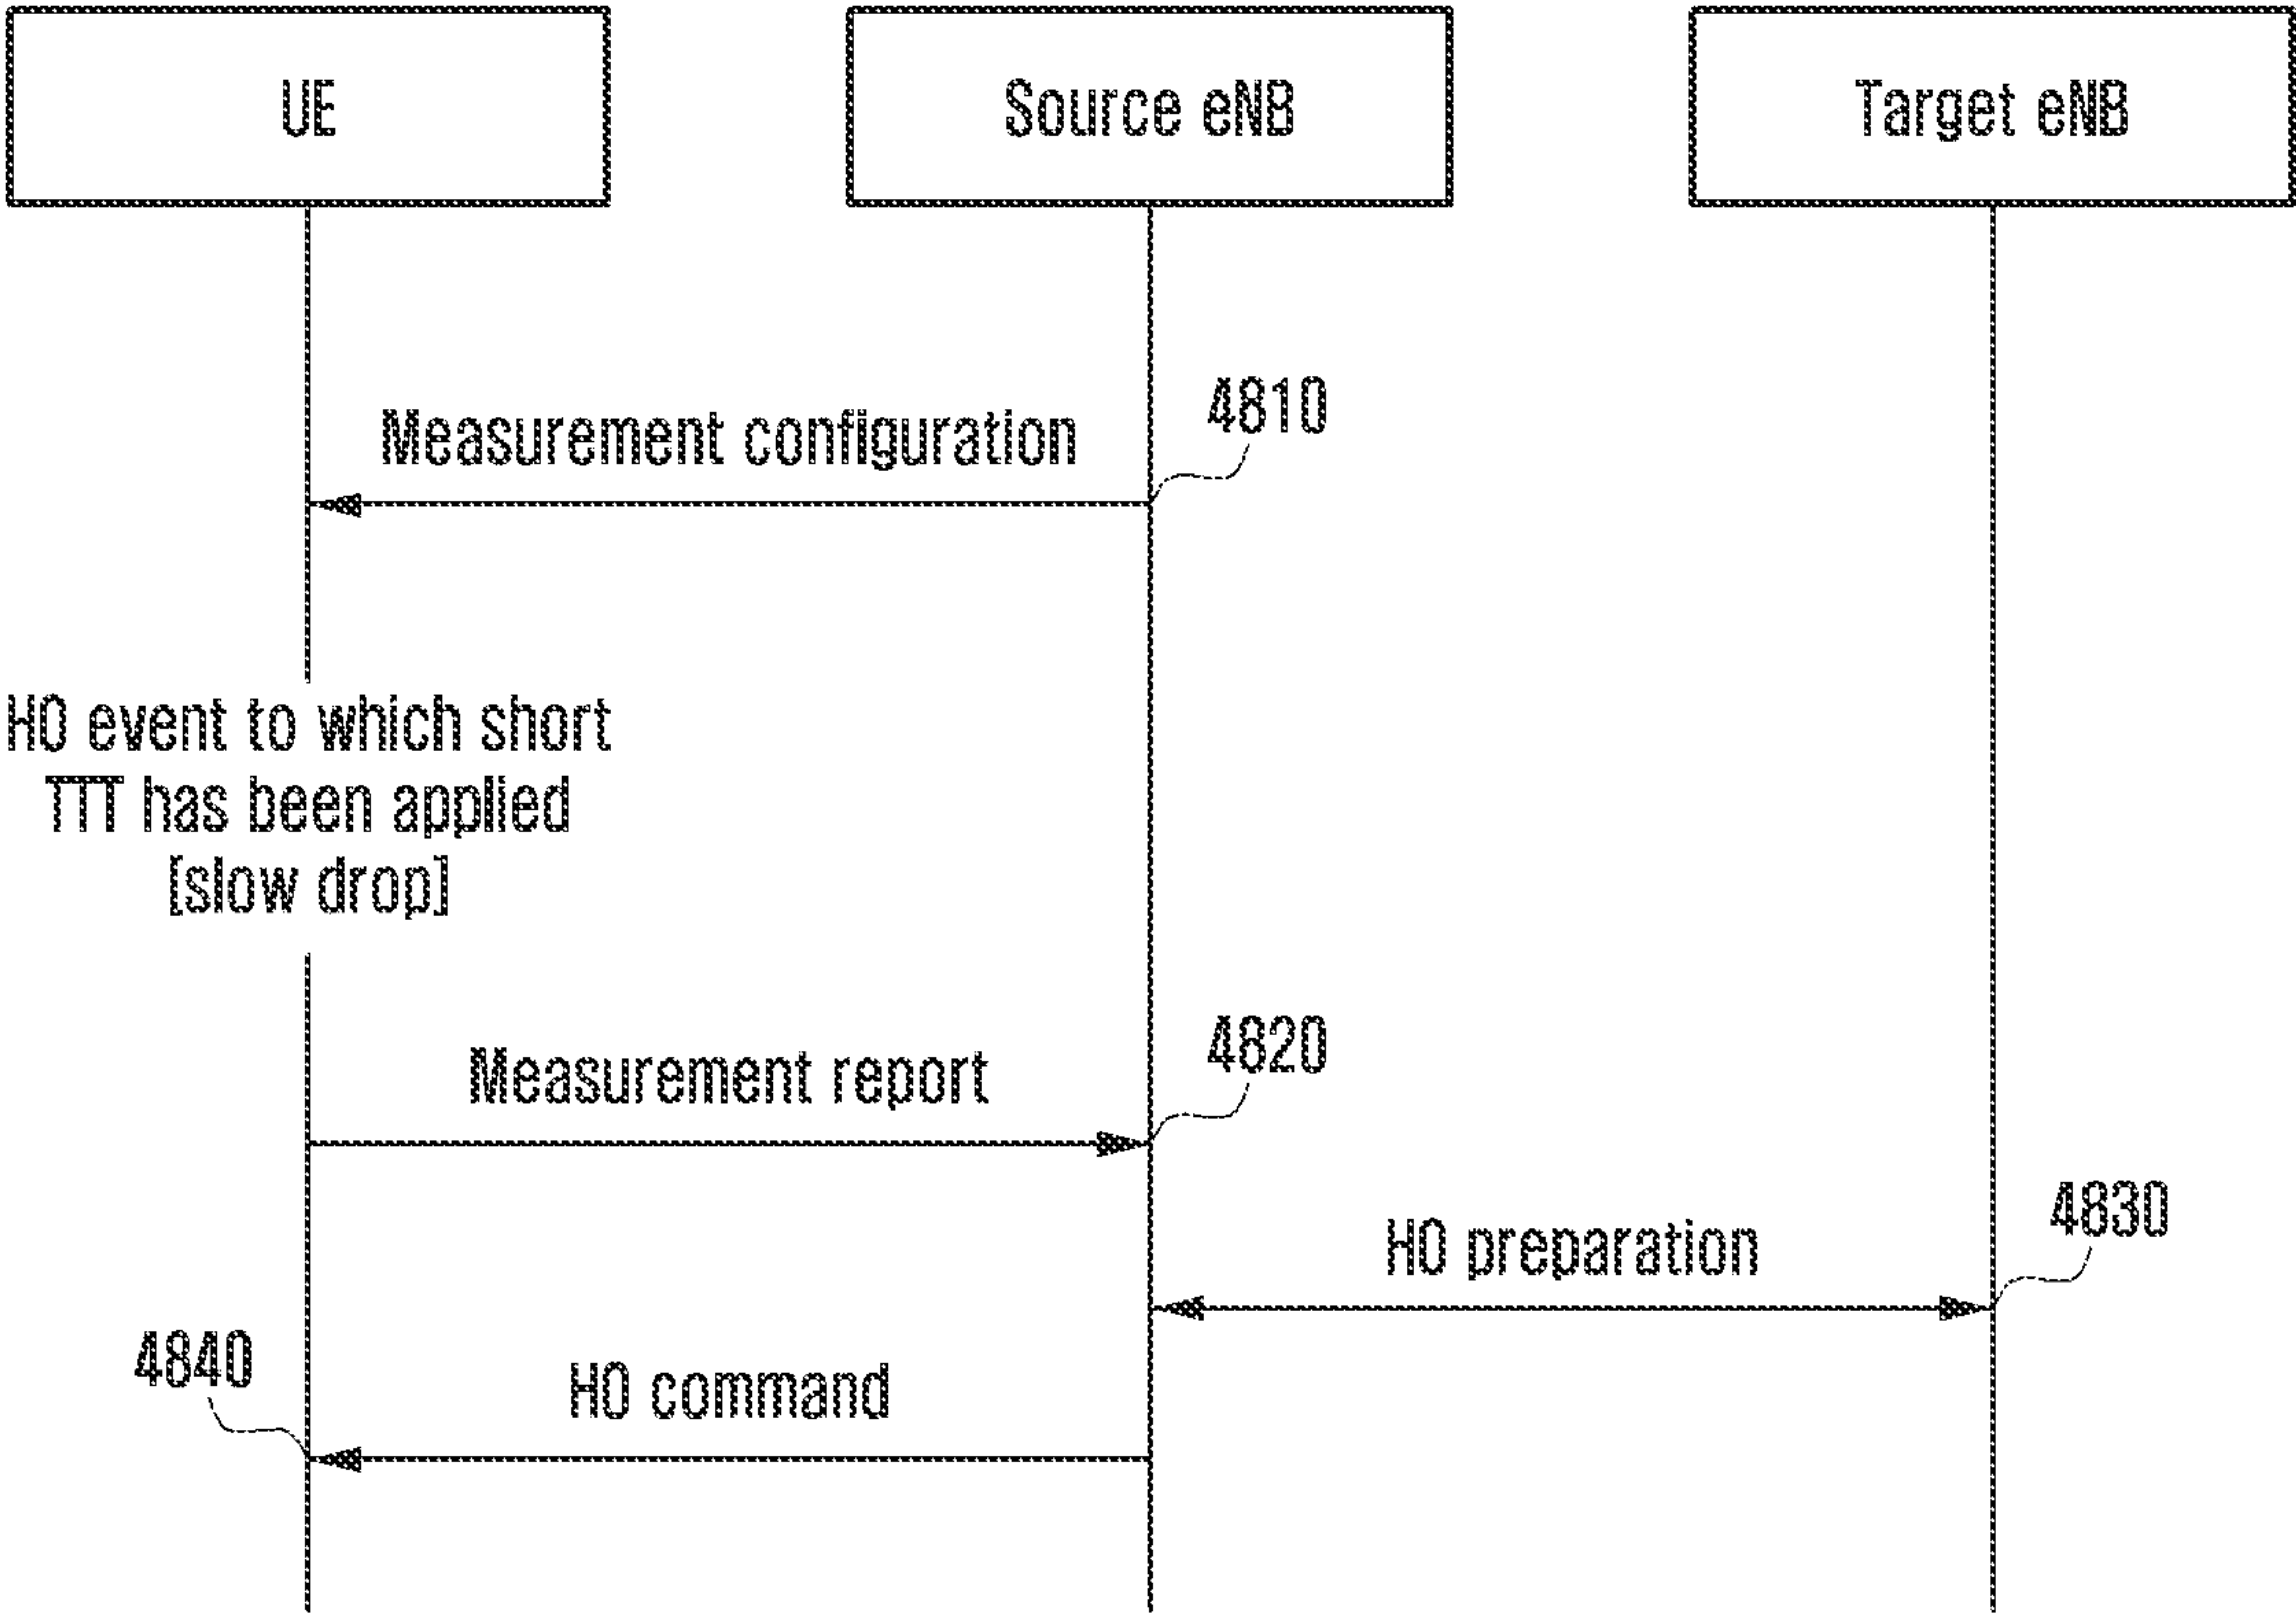 UE
Source eNB
Target eNB
4810
Measurement configuration
HO event to which short
TTT has been applied
[slow drop]
4820
Measurement report
4830
HO preparation
4840
HO command